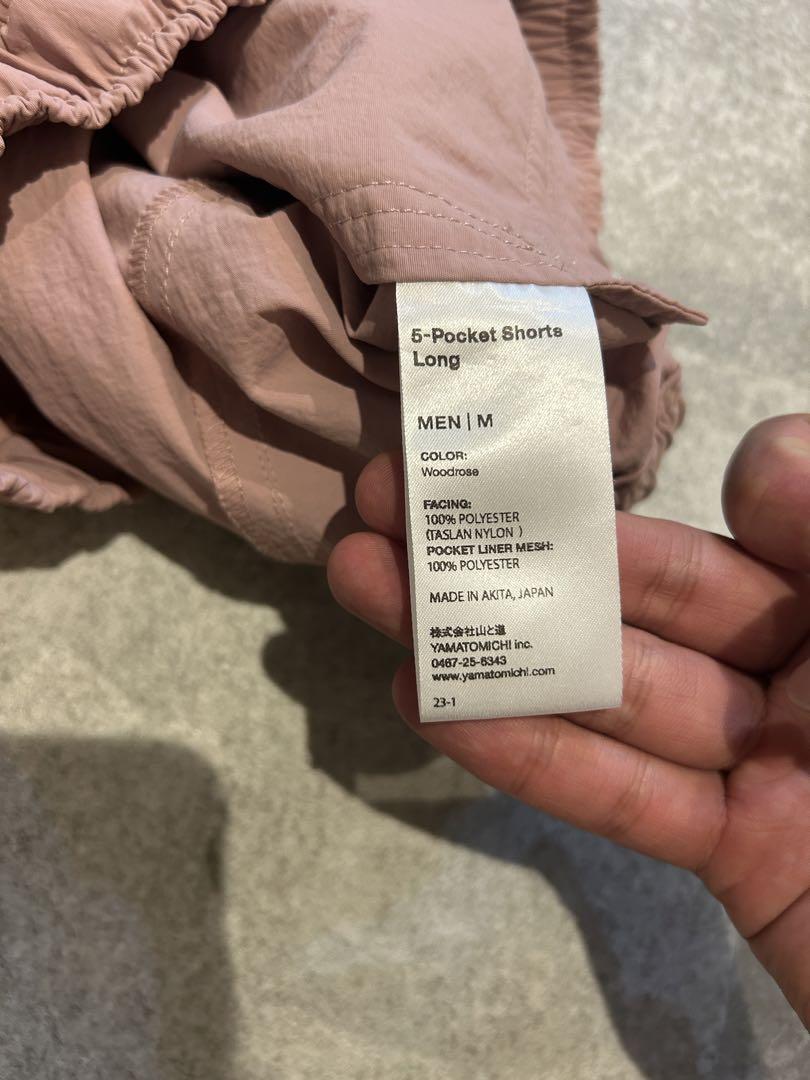 5-Pocket Shorts
Long
MEN | M
COLOR:
Woodrose
FACING:
100% POLYESTER
(TASLAN NYLON )
POCKET LINER MESH:
100% POLYESTER
MADE IN AKITA, JAPAN
株式会社山と道
YAMATOMICHI inc.
0467-25-6343
www.yamatomichi.com
23-1